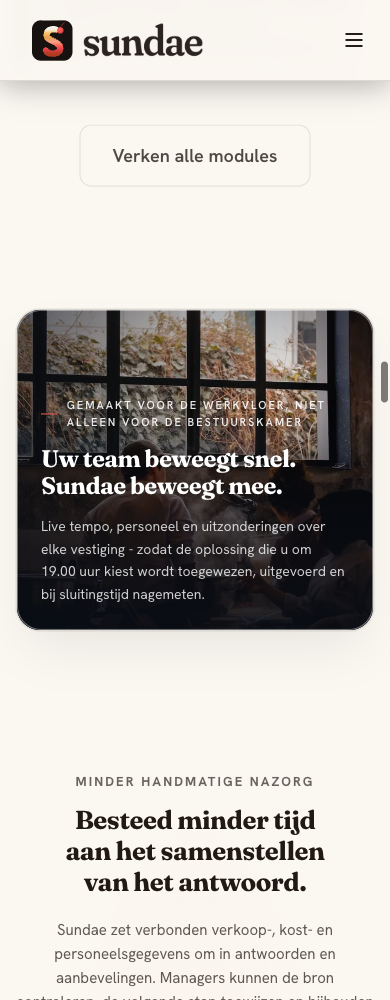 sundae
Verken alle modules
GEMAAKT VOOR DE WERKVLOER, NIET
ALLEEN VOOR DE BESTUURSKAMER
Uw team beweegt snel.
Sundae beweegt mee.
Live tempo, personeel en uitzonderingen over
elke vestiging - zodat de oplossing die u om
19.00 uur kiest wordt toegewezen, uitgevoerd en
bij sluitingstijd nagemeten.
MINDER HANDMATIGE NAZORG
Besteed minder tijd
aan het samenstellen
van het antwoord.
Sundae zet verbonden verkoop-, kost- en
personeelsgegevens om in antwoorden en
aanbevelingen. Managers kunnen de bron